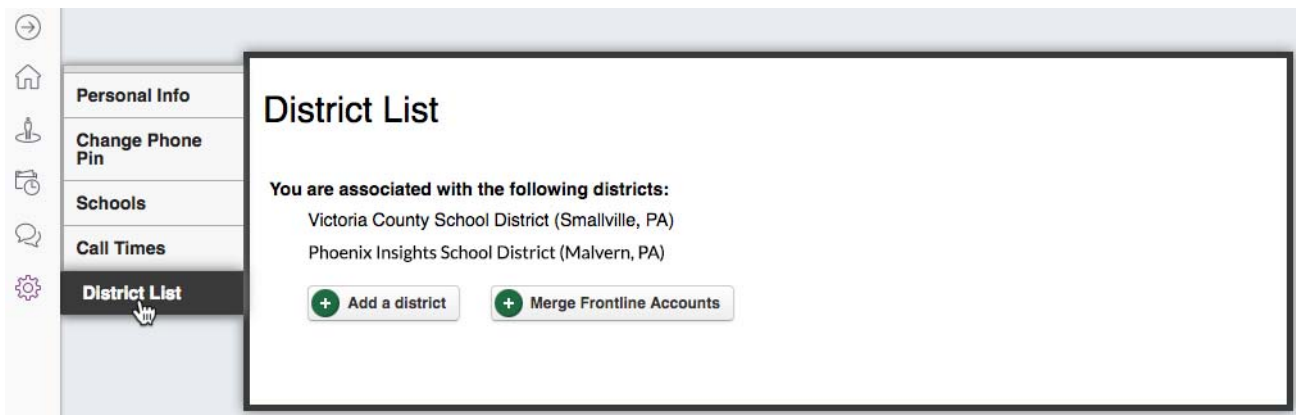 Personal Info
Change Phone
Pin
Schools
Call Times
District List
District List
You are associated with the following districts:
Victoria County School District (Smallville, PA)
Phoenix Insights School District (Malvern, PA)
Add a district
Merge Frontline Accounts